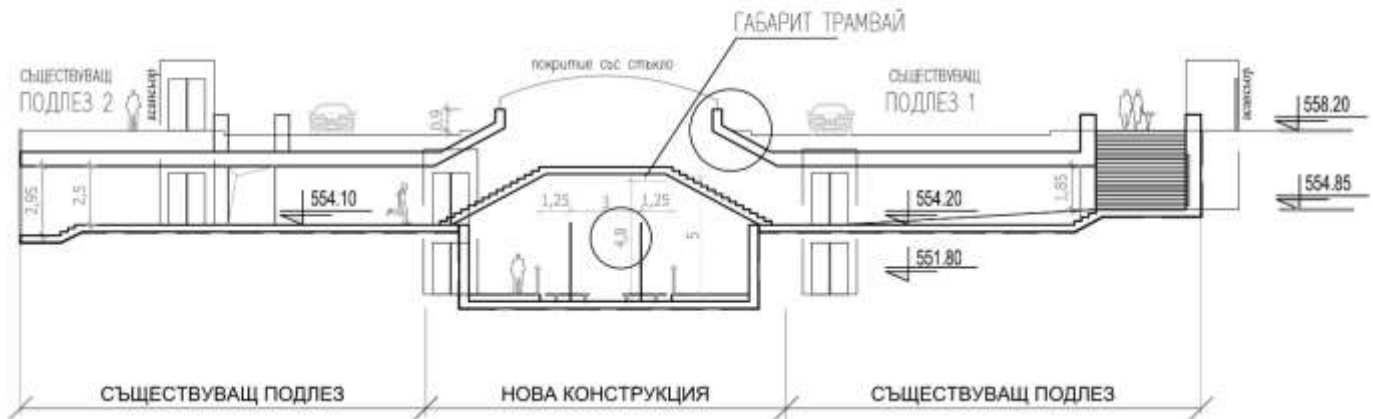 ГАБАРИТ ТРАМВАЙ
покритие със стъкло
СЪЩЕСТВУВАЩ
ПОДЛЕЗ 2
асансьор
СЪЩЕСТВУВАЩ
ПОДЛЕЗ 1
асансьор
558.20
0,9
2,95
2,5
554.10
1,25
3
1,25
4,8
5
554.20
1,85
554.85
551.80
СЪЩЕСТВУВАЩ ПОДЛЕЗ
НОВА КОНСТРУКЦИЯ
СЪЩЕСТВУВАЩ ПОДЛЕЗ